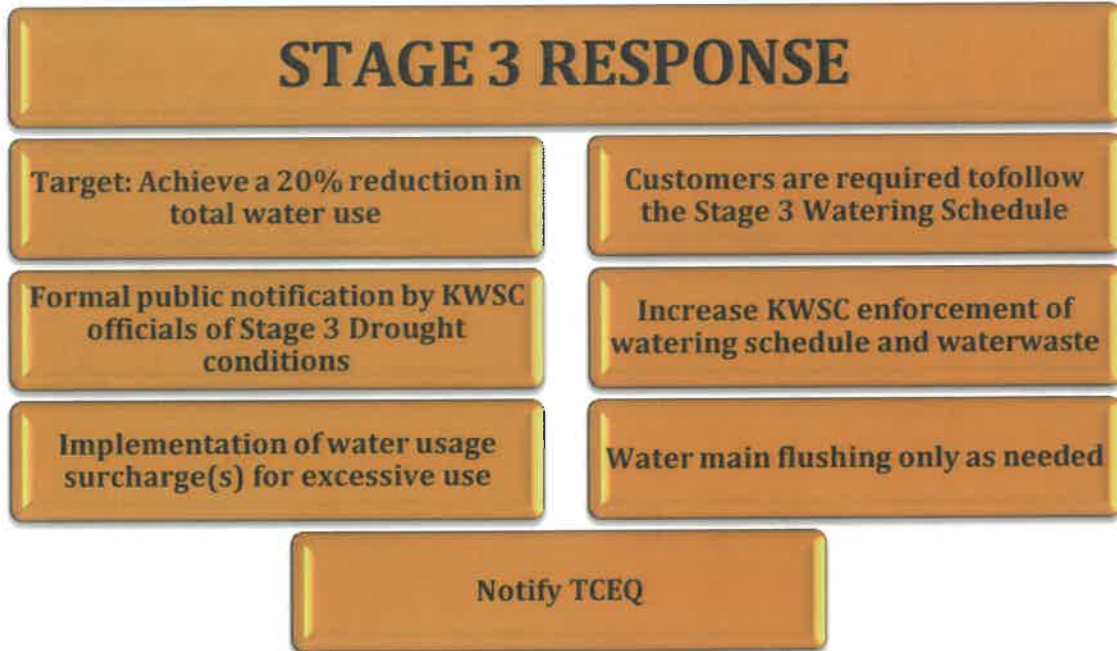 STAGE 3 RESPONSE
Target: Achieve a 20% reduction in
total water use
Customers are required tofollow
the Stage 3 Watering Schedule
Formal public notification by KWSC
officials of Stage 3 Drought
conditions
Increase KWSC enforcement of
watering schedule and waterwaste
Implementation of water usage
surcharge(s) for excessive use
Water main flushing only as needed
Notify TCEQ